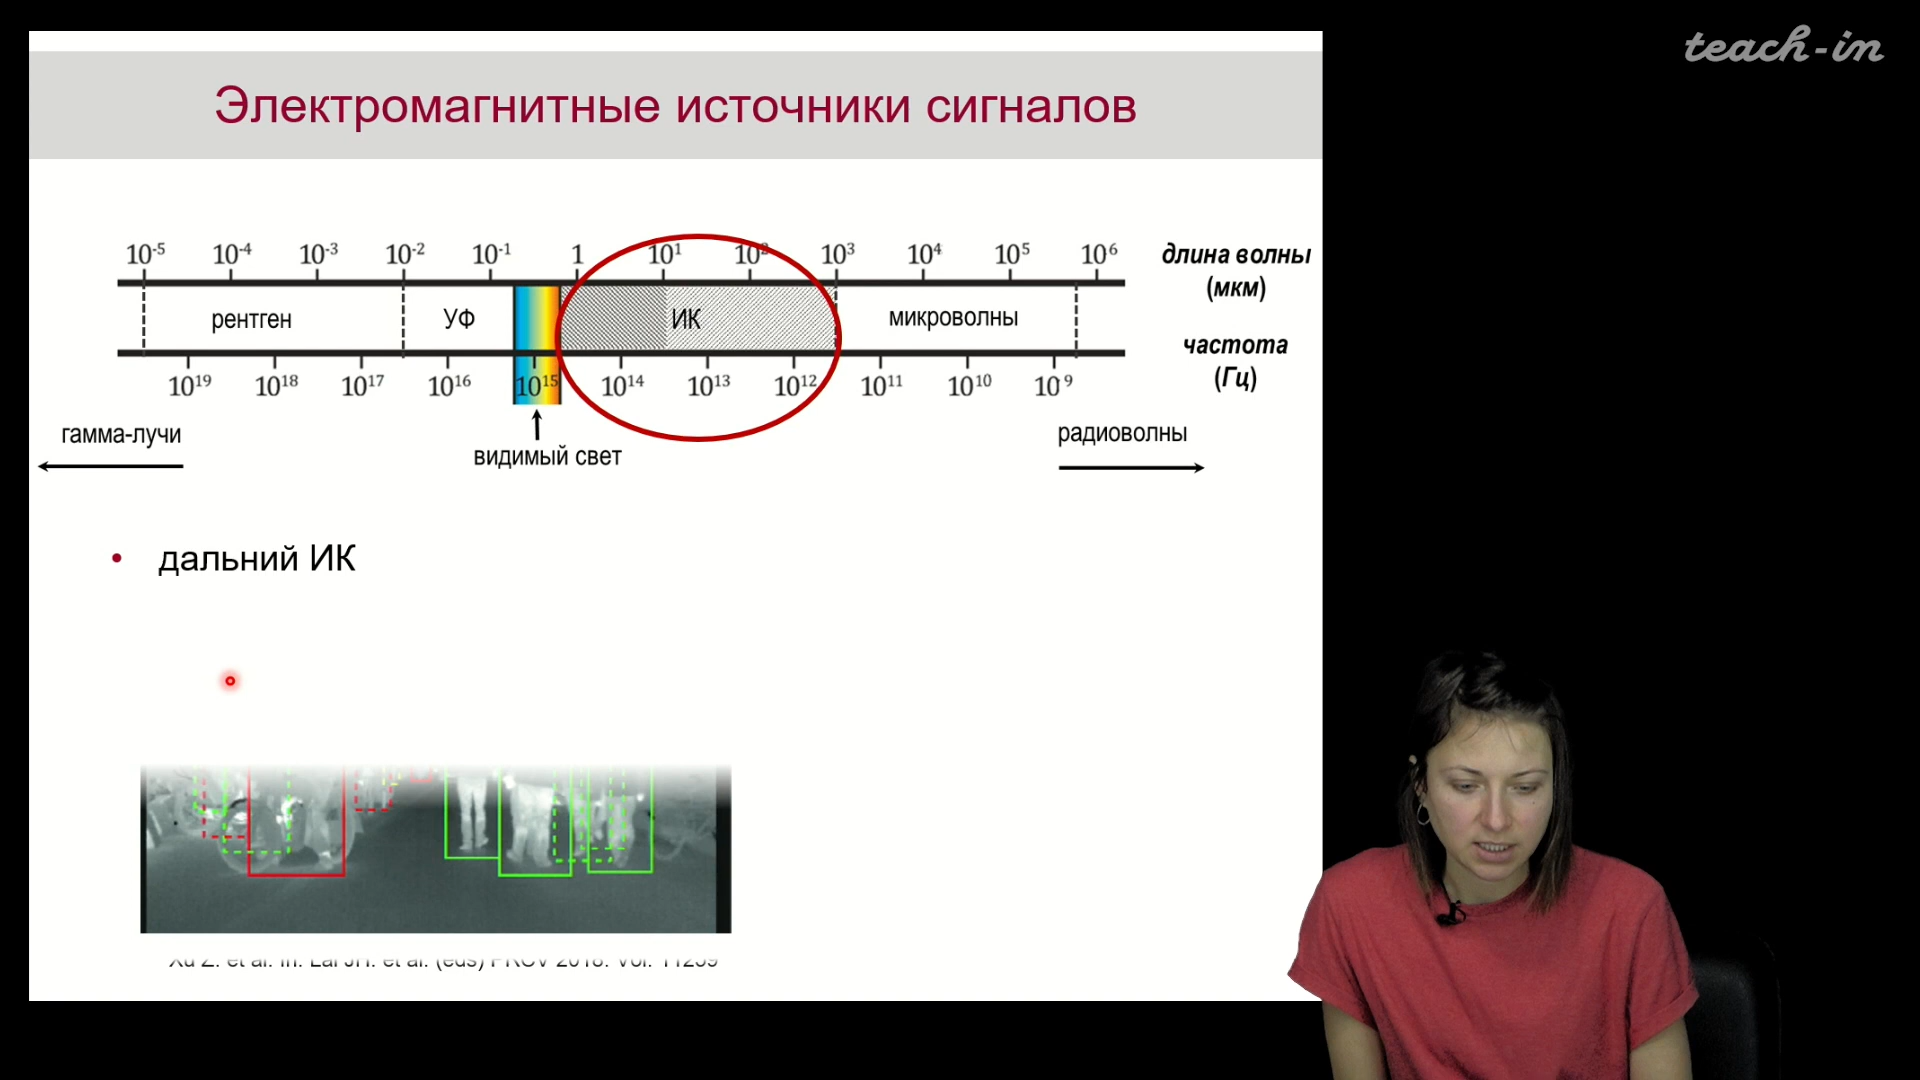 teach-in
Электромагнитные источники сигналов
10-5 10-4 10-3 10-2 10-1 1 10¹ 10² 10³ 10⁴ 10⁵ 10⁶ длина волны
(мкм)
рентген УФ ИК микроволны
частота
(Гц)
10¹⁹ 10¹⁸ 10¹⁷ 10¹⁶ 10¹⁵ 10¹⁴ 10¹³ 10¹² 10¹¹ 10¹⁰ 10⁹
гамма-лучи
радиоволны
видимый свет
• дальний ИК
Xu Z. et al. In: Lai JH. et al. (eds) PRCV 2018. Vol. 11259